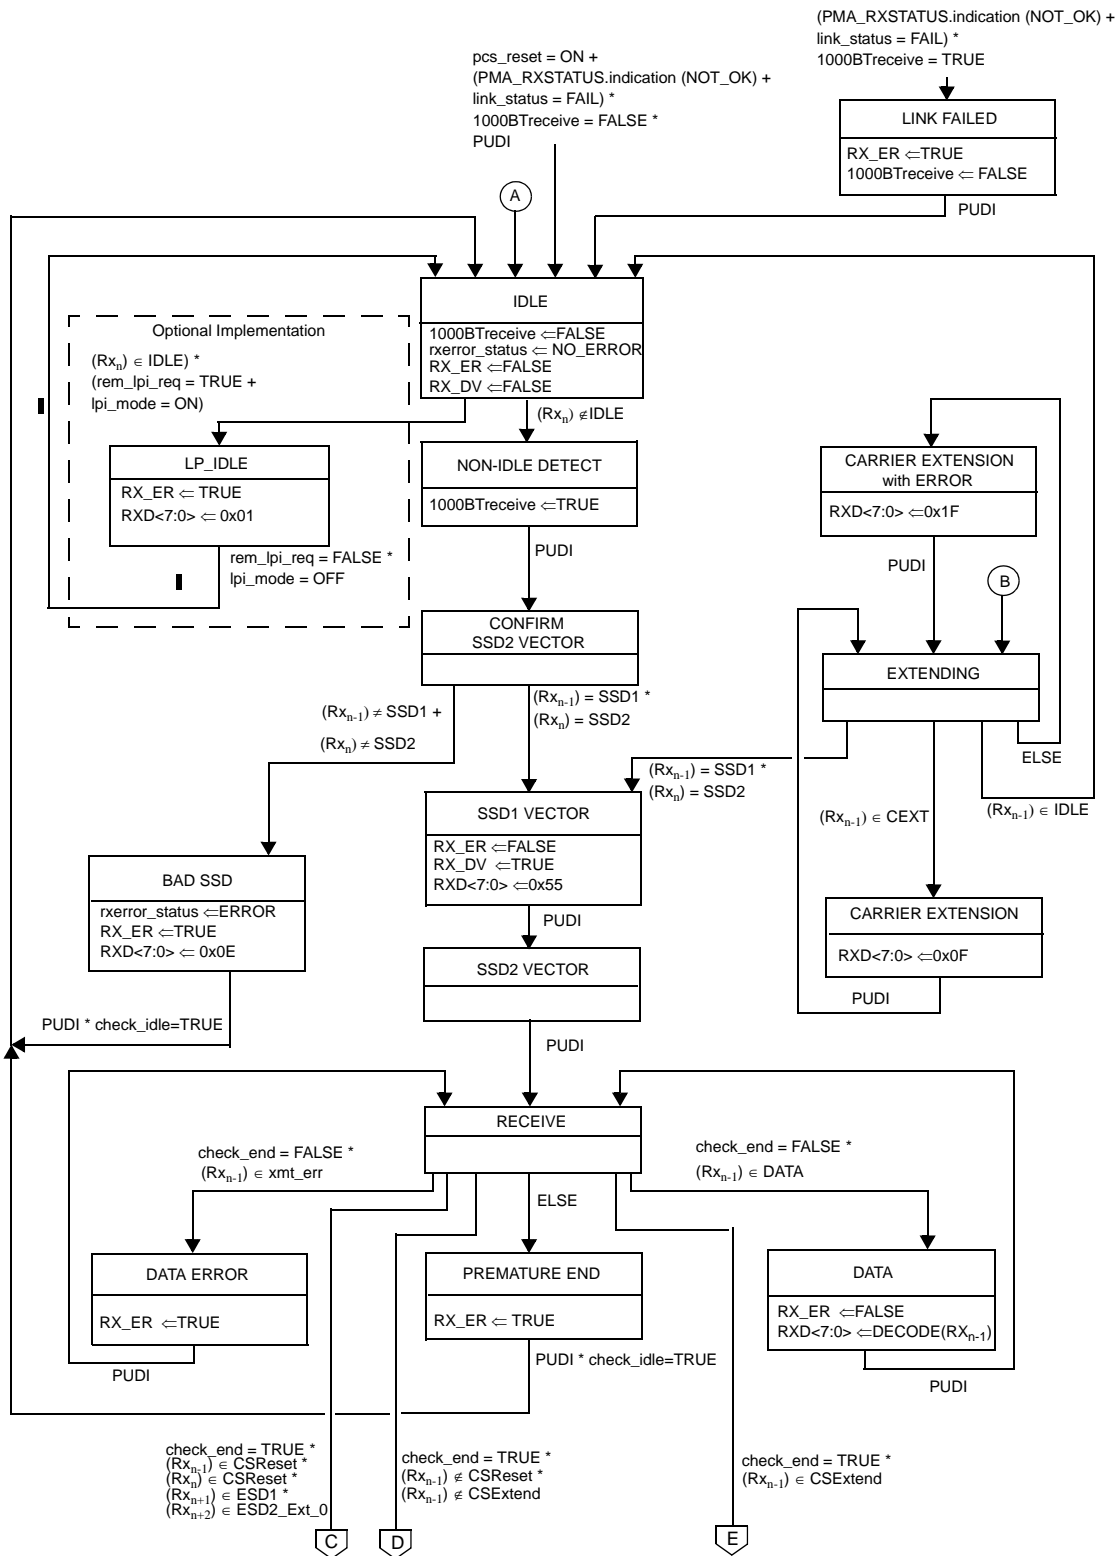 (PMA_RXSTATUS.indication (NOT_OK) +
link_status = FAIL) *
1000BTreceive = TRUE
pcs_reset = ON +
(PMA_RXSTATUS.indication (NOT_OK) +
link_status = FAIL) *
1000BTreceive = FALSE *
PUDI
LINK FAILED
RX_ER ⇐TRUE
1000BTreceive ⇐ FALSE
PUDI
A
IDLE
1000BTreceive ⇐FALSE
rxerror_status ⇐ NO_ERROR
RX_ER ⇐FALSE
RX_DV ⇐FALSE
Optional Implementation
(Rxn) ∈ IDLE) *
(rem_lpi_req = TRUE +
lpi_mode = ON)
(Rxn) ∉IDLE
LP_IDLE
RX_ER ⇐ TRUE
RXD<7:0> ⇐ 0x01
rem_lpi_req = FALSE *
lpi_mode = OFF
NON-IDLE DETECT
1000BTreceive ⇐TRUE
PUDI
CARRIER EXTENSION
with ERROR
RXD<7:0> ⇐0x1F
PUDI
B
CONFIRM
SSD2 VECTOR
EXTENDING
(Rxn-1) ≠ SSD1 +
(Rxn) ≠ SSD2
(Rxn-1) = SSD1 *
(Rxn) = SSD2
(Rxn-1) = SSD1 *
(Rxn) = SSD2
ELSE
(Rxn-1) ∈ CEXT
(Rxn-1) ∈ IDLE
SSD1 VECTOR
RX_ER ⇐FALSE
RX_DV ⇐TRUE
RXD<7:0> ⇐0x55
PUDI
BAD SSD
rxerror_status ⇐ERROR
RX_ER ⇐TRUE
RXD<7:0> ⇐ 0x0E
PUDI * check_idle=TRUE
CARRIER EXTENSION
RXD<7:0> ⇐0x0F
PUDI
SSD2 VECTOR
PUDI
RECEIVE
check_end = FALSE *
(Rxn-1) ∈ xmt_err
ELSE
check_end = FALSE *
(Rxn-1) ∈ DATA
DATA ERROR
RX_ER ⇐TRUE
PUDI
PREMATURE END
RX_ER ⇐ TRUE
PUDI * check_idle=TRUE
DATA
RX_ER ⇐FALSE
RXD<7:0> ⇐DECODE(RXn-1)
PUDI
check_end = TRUE *
(Rxn-1) ∈ CSReset *
(Rxn) ∈ CSReset *
(Rxn+1) ∈ ESD1 *
(Rxn+2) ∈ ESD2_Ext_0
check_end = TRUE *
(Rxn-1) ∉ CSReset *
(Rxn-1) ∉ CSExtend
check_end = TRUE *
(Rxn-1) ∈ CSExtend
C
D
E